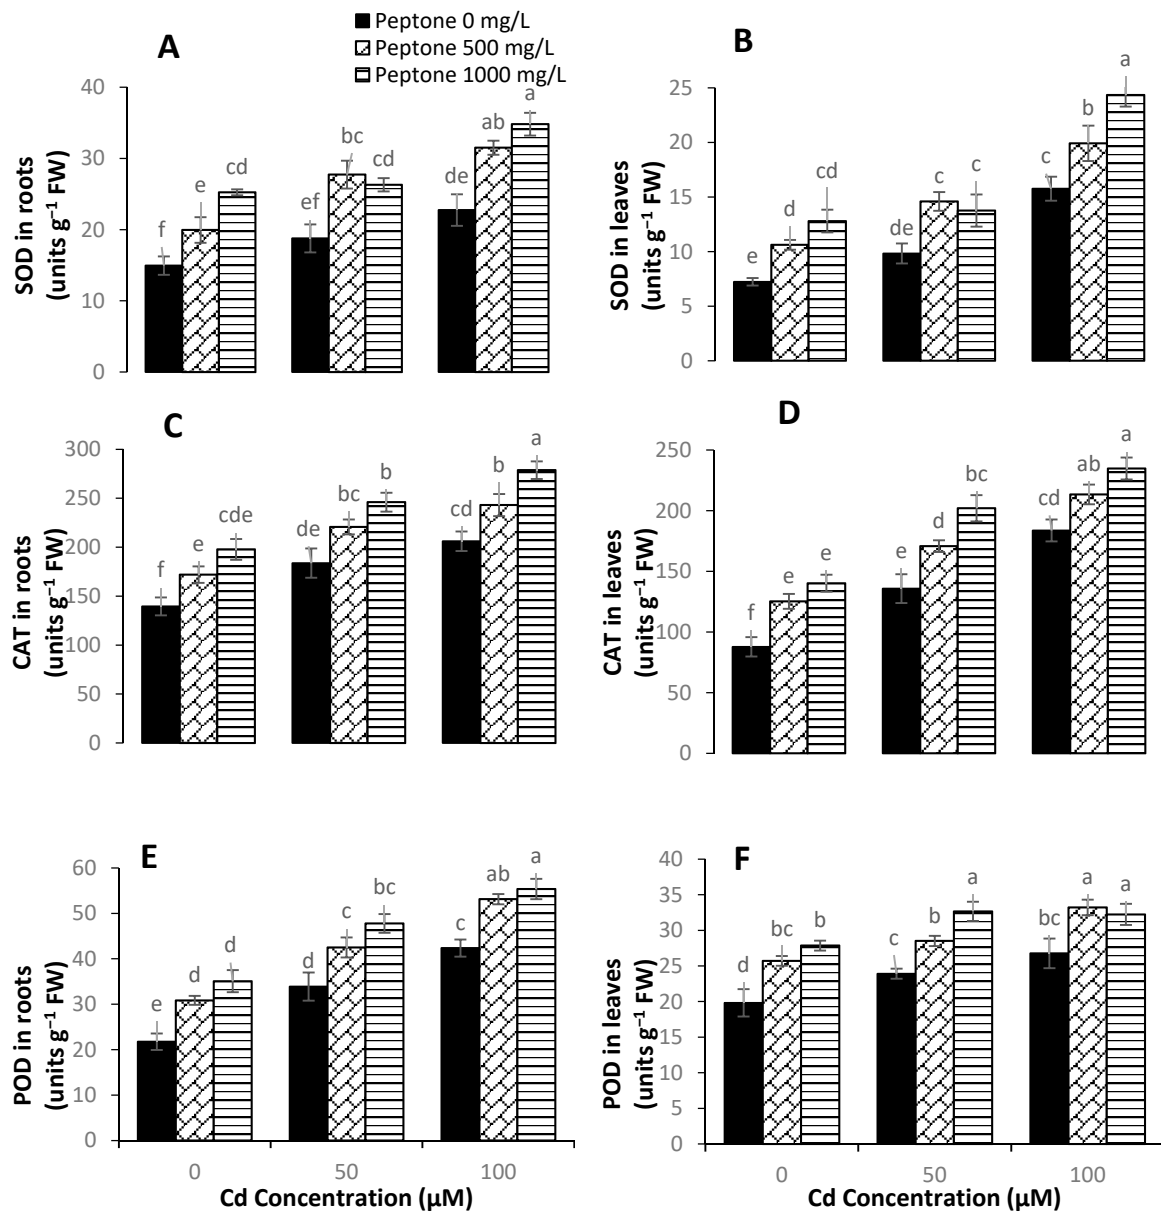 Peptone 0 mg/L
Peptone 500 mg/L
Peptone 1000 mg/L
A
SOD in roots
(units g⁻¹ FW)
40
30
20
10
0
f
e
cd
ef
bc
cd
de
ab
a
B
SOD in leaves
(units g⁻¹ FW)
25
20
15
10
5
0
e
d
cd
de
c
c
c
b
a
C
CAT in roots
(units g⁻¹ FW)
300
250
200
150
100
50
0
f
e
cde
de
bc
b
cd
b
a
D
CAT in leaves
(units g⁻¹ FW)
250
200
150
100
50
0
f
e
e
e
d
bc
cd
ab
a
E
POD in roots
(units g⁻¹ FW)
60
50
40
30
20
10
0
e
d
d
d
c
bc
c
ab
a
0
50
100
Cd Concentration (µM)
F
POD in leaves
(units g⁻¹ FW)
40
35
30
25
20
15
10
5
0
d
bc
b
c
b
a
bc
a
a
0
50
100
Cd Concentration (µM)